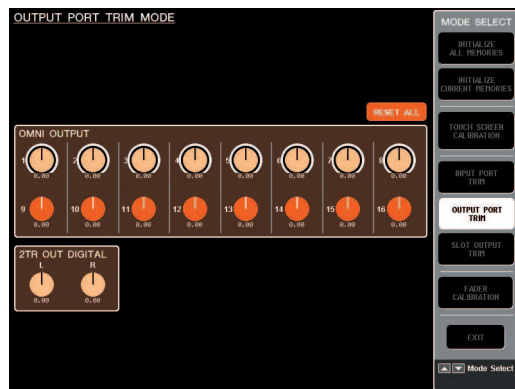 OUTPUT PORT TRIM MODE
RESET ALL
OMNI OUTPUT
1 2 3 4 5 6 7 8
0.00 0.00 0.00 0.00 0.00 0.00 0.00 0.00
9 10 11 12 13 14 15 16
0.00 0.00 0.00 0.00 0.00 0.00 0.00 0.00
2TR OUT DIGITAL
L R
0.00 0.00
MODE SELECT
INITIALIZE
ALL MEMORIES
INITIALIZE
CURRENT MEMORIES
TOUCH SCREEN
CALIBRATION
INPUT PORT
TRIM
OUTPUT PORT
TRIM
SLOT OUTPUT
TRIM
FADER
CALIBRATION
EXIT
Mode Select